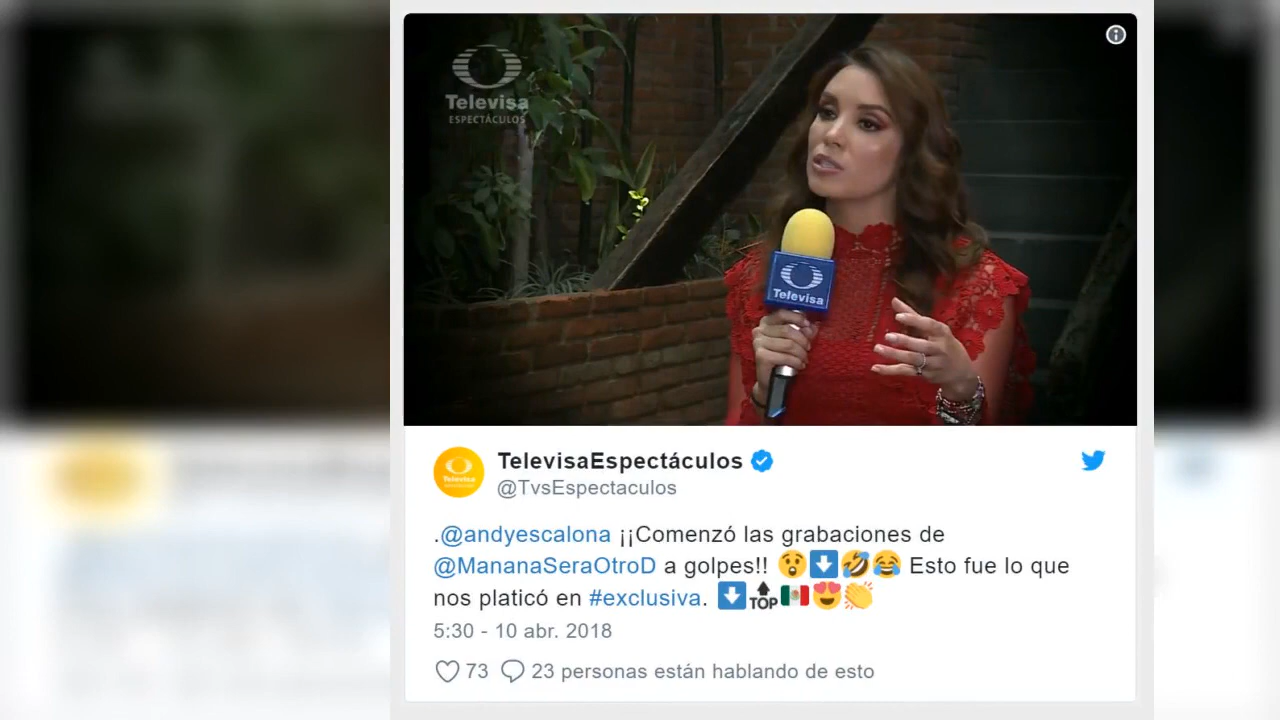 Televisa
ESPECTÁCULOS
Televisa
TelevisaEspectáculos
@TvsEspectaculos
.@andyescalona ¡¡Comenzó las grabaciones de
@MananaSeraOtroD a golpes!! 😲⬇️🤣😂 Esto fue lo que
nos platicó en #exclusiva. ⬇️🔝🇲🇽😍👏
5:30 - 10 abr. 2018
73 23 personas están hablando de esto